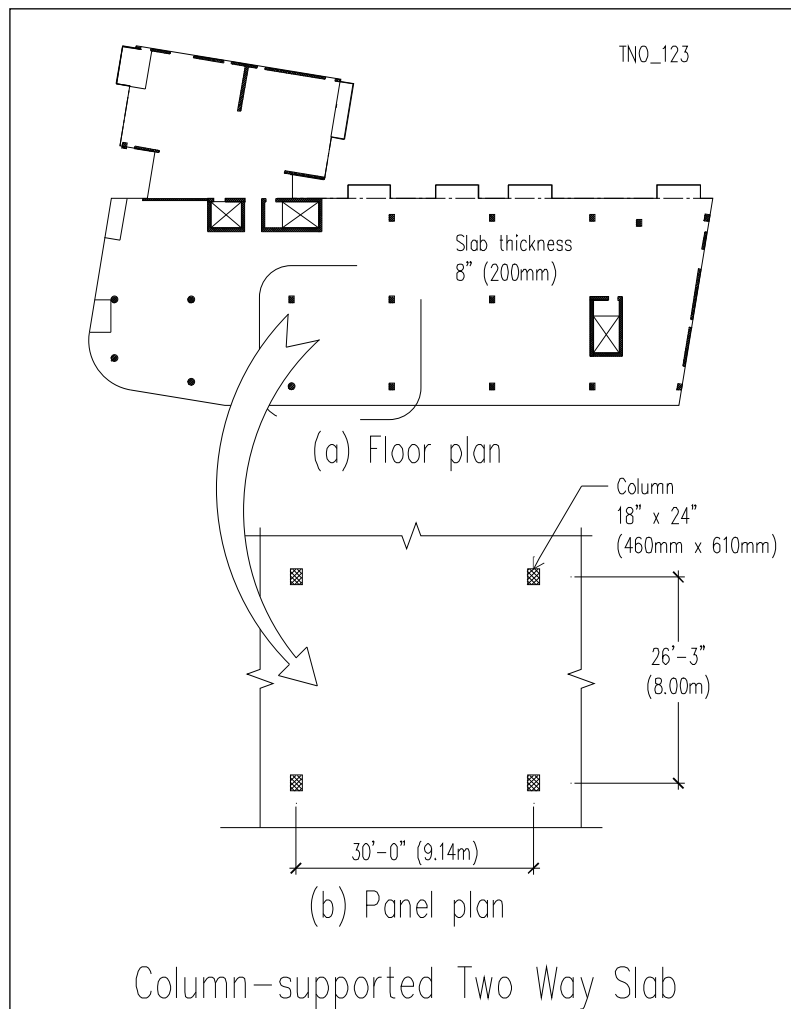 TNO_123
Slab thickness
8" (200mm)
(a) Floor plan
Column
18" x 24"
(460mm x 610mm)
26'-3"
(8.00m)
30'-0" (9.14m)
(b) Panel plan
Column-supported Two Way Slab